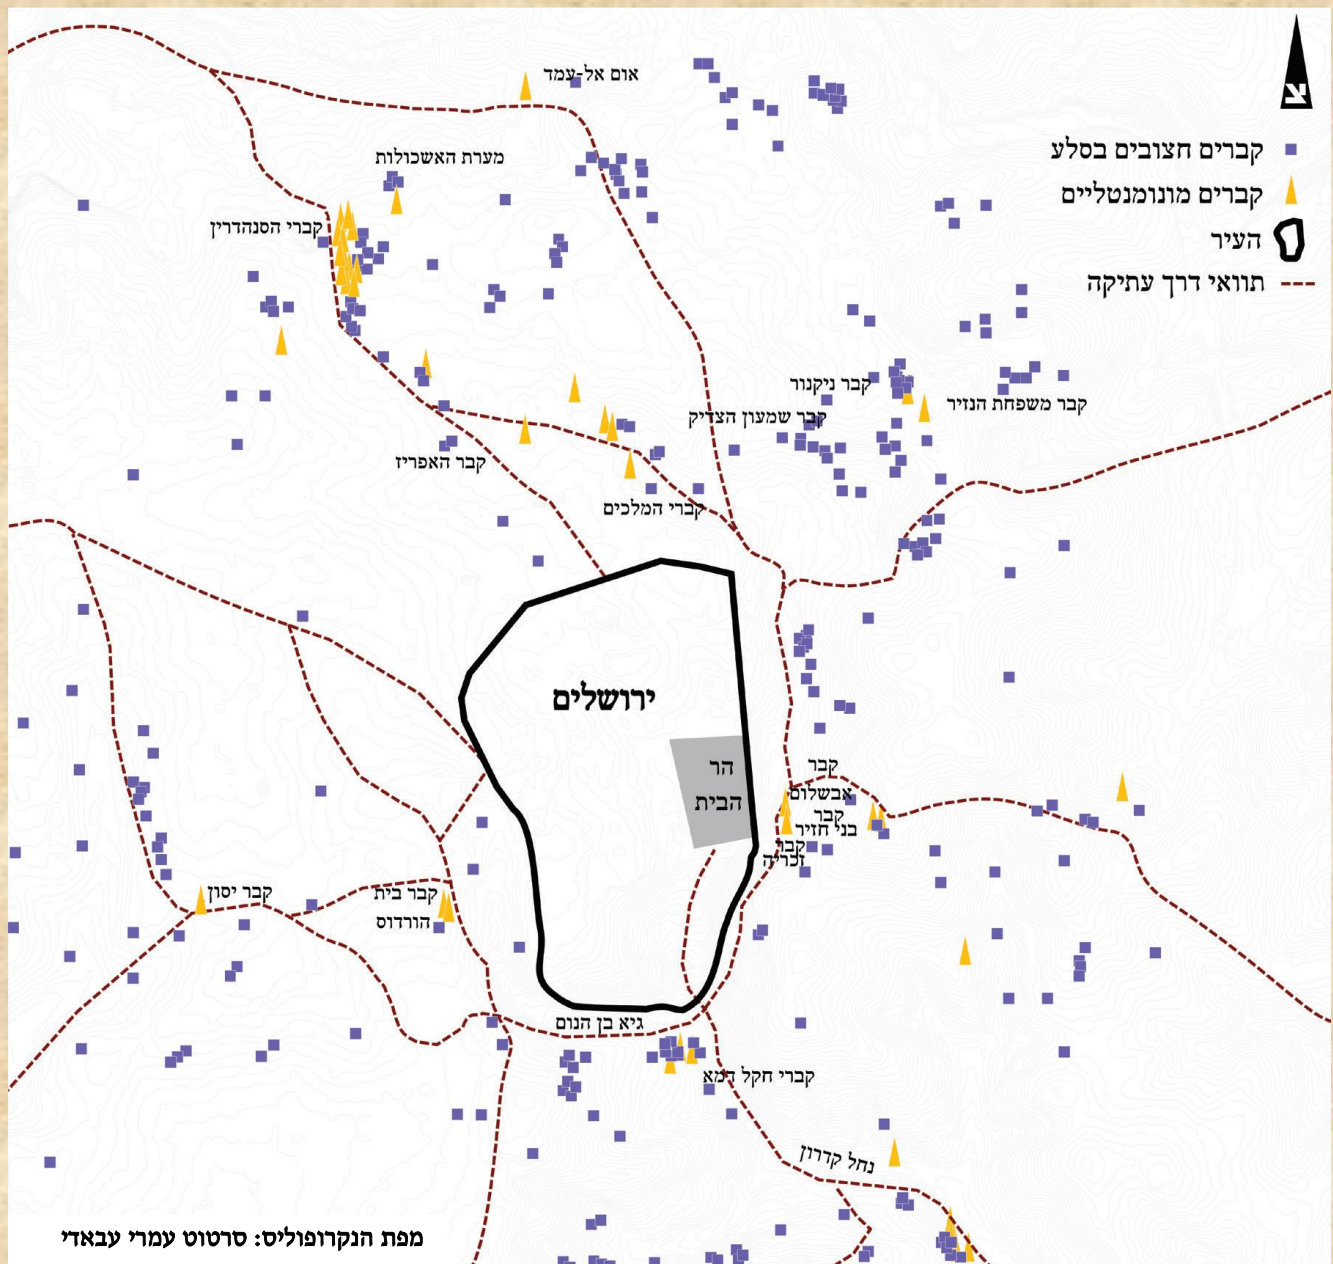 אום אל-עמד
מערת האשכולות
קברי הסנהדרין
צ
קברים חצובים בסלע
קברים מונומנטליים
העיר
תוואי דרך עתיקה
קבר ניקנור
קבר משפחת הנזיר
קבר שמעון הצדיק
קבר האפריז
קברי המלכים
ירושלים
הר
הבית
קבר
אבשלום
קבר
בני חזיר
קבר
זכריה
קבר יסון
קבר בית
הורדוס
גיא בן הנום
קברי חקל דמא
נחל קדרון
מפת הנקרופוליס: סרטוט עמרי עבאדי